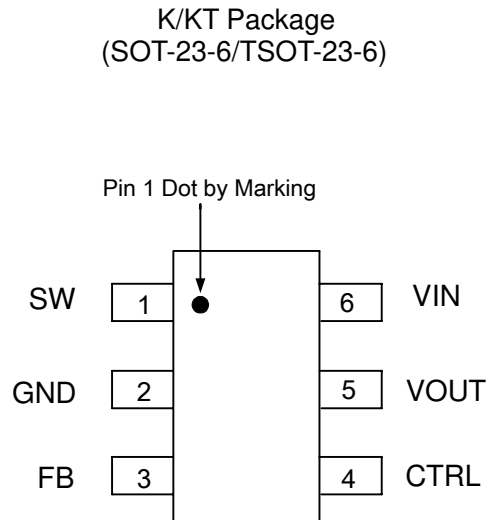 K/KT Package
(SOT-23-6/TSOT-23-6)
Pin 1 Dot by Marking
SW 1 6 VIN
GND 2 5 VOUT
FB 3 4 CTRL